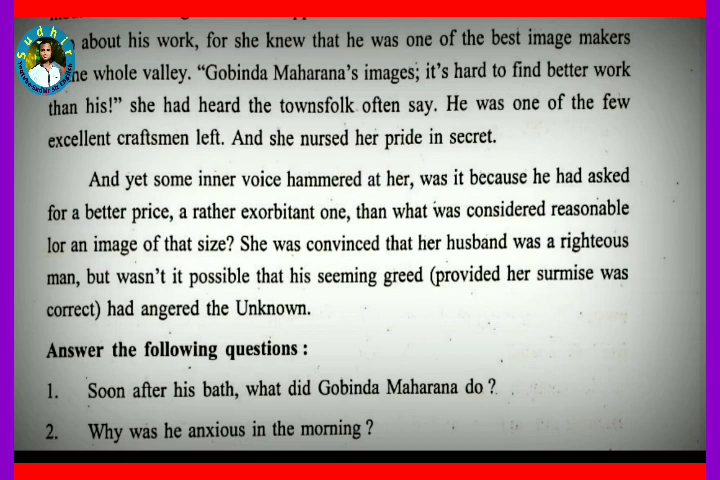 Sudhir
about his work, for she knew that he was one of the best image makers
he whole valley. “Gobinda Maharana’s images; it’s hard to find better work
than his!” she had heard the townsfolk often say. He was one of the few
excellent craftsmen left. And she nursed her pride in secret.
And yet some inner voice hammered at her, was it because he had asked
for a better price, a rather exorbitant one, than what was considered reasonable
lor an image of that size? She was convinced that her husband was a righteous
man, but wasn’t it possible that his seeming greed (provided her surmise was
correct) had angered the Unknown.
Answer the following questions :
1. Soon after his bath, what did Gobinda Maharana do ?
2. Why was he anxious in the morning ?